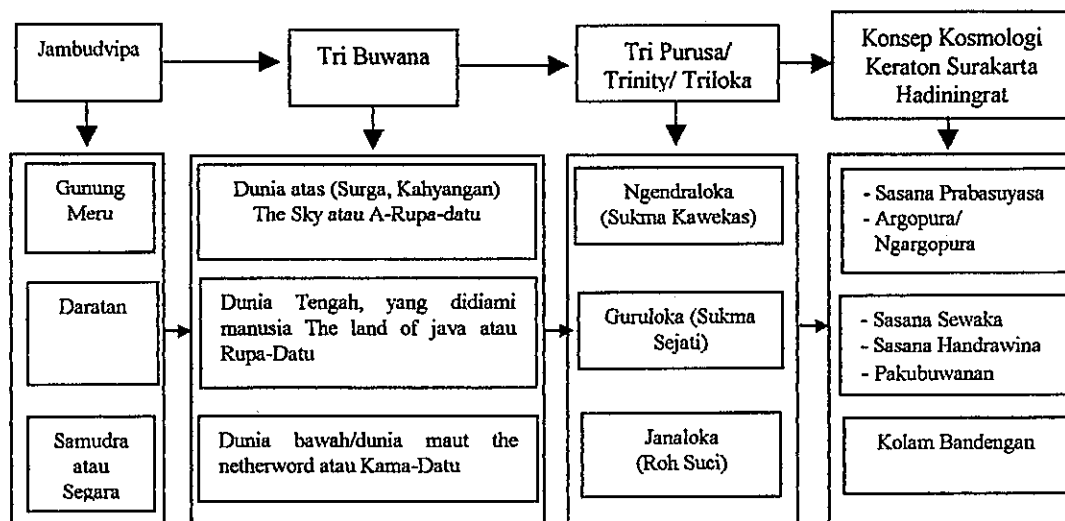 Jambudvipa
Tri Buwana
Tri Purusa/
Trinity/ Triloka
Konsep Kosmologi
Keraton Surakarta
Hadiningrat
Gunung
Meru
Dunia atas (Surga, Kahyangan)
The Sky atau A-Rupa-datu
Ngendraloka
(Sukma Kawekas)
- Sasana Prabasuyasa
- Argopura/
Ngargopura
Daratan
Dunia Tengah, yang didiami
manusia The land of java atau
Rupa-Datu
Guruloka (Sukma
Sejati)
- Sasana Sewaka
- Sasana Handrawina
- Pakubuwanan
Samudra
atau
Segara
Dunia bawah/dunia maut the
netherword atau Kama-Datu
Janaloka
(Roh Suci)
Kolam Bandengan